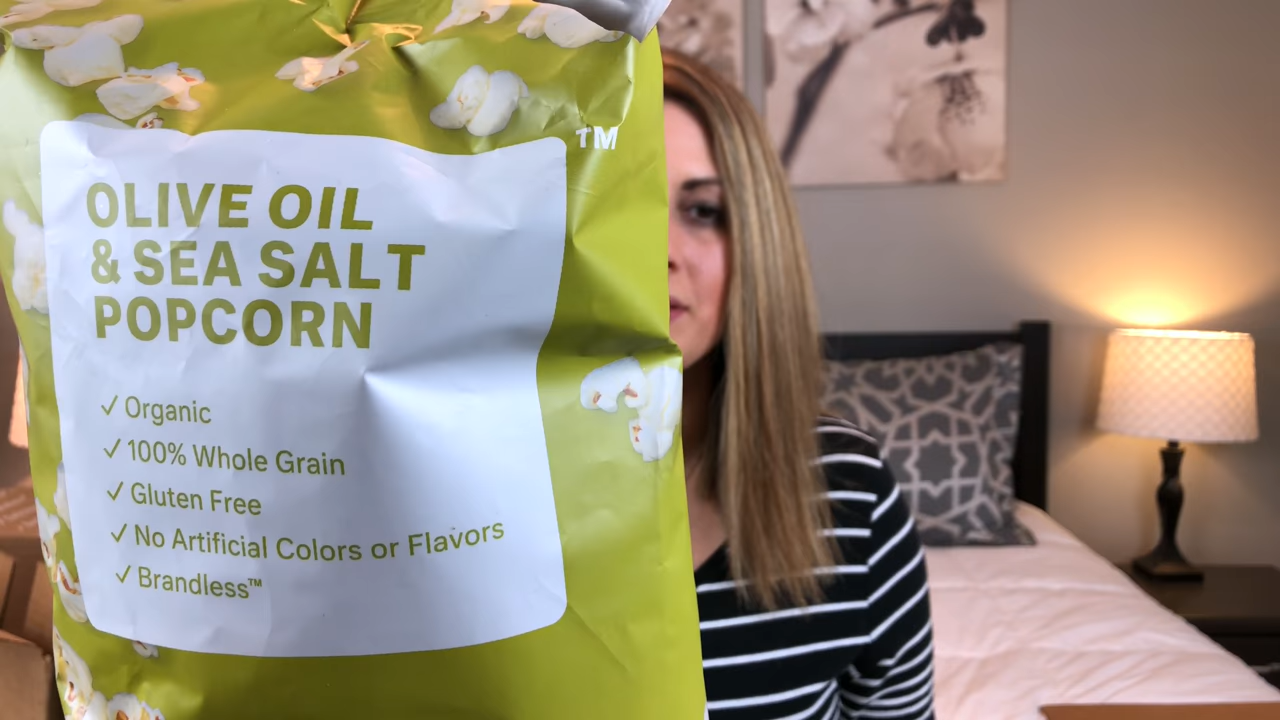 TM
OLIVE OIL
& SEA SALT
POPCORN
✓ Organic
✓ 100% Whole Grain
✓ Gluten Free
✓ No Artificial Colors or Flavors
✓ Brandless™